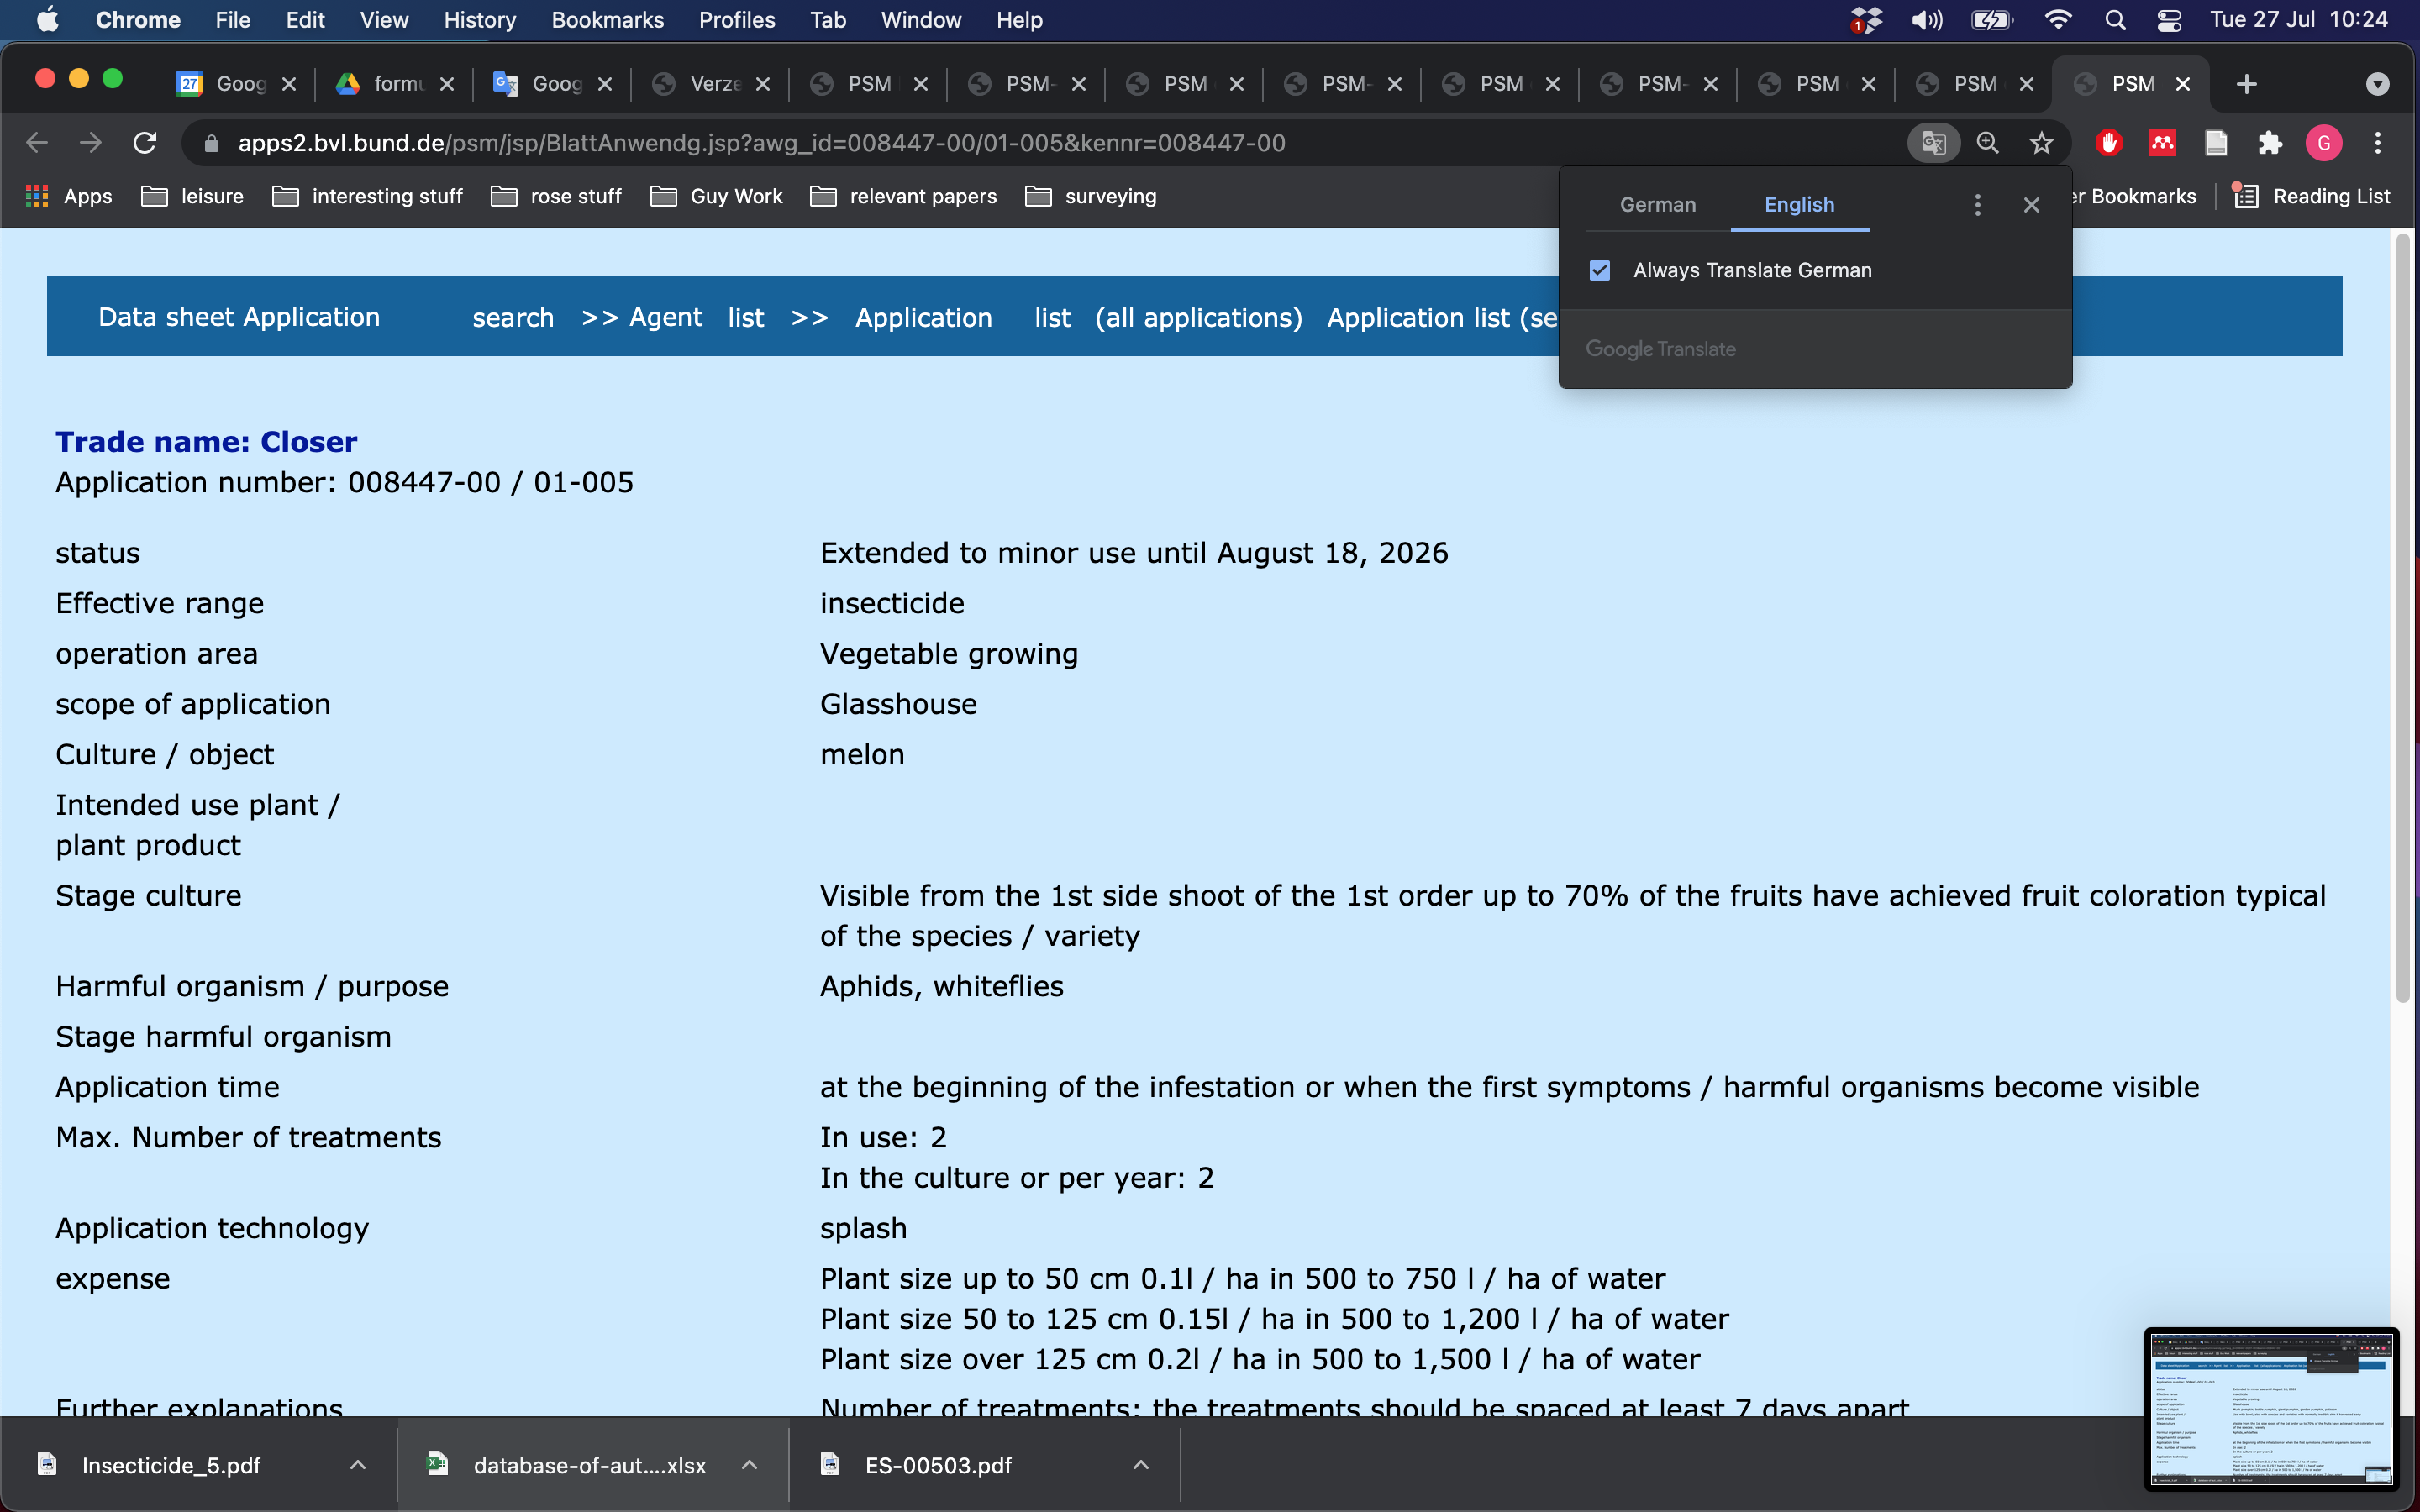 Chrome File Edit View History Bookmarks Profiles Tab Window Help 1 Tue 27 Jul 10:24
27 Goog formu Goog Verze PSM PSM- PSM PSM- PSM PSM- PSM PSM PSM
apps2.bvl.bund.de/psm/jsp/BlattAnwendg.jsp?awg_id=008447-00/01-005&kennr=008447-00 G
Apps leisure interesting stuff rose stuff Guy Work relevant papers surveying er Bookmarks Reading List
German English
Always Translate German
Google Translate
Data sheet Application search >> Agent list >> Application list (all applications) Application list (se
Trade name: Closer
Application number: 008447-00 / 01-005
status Extended to minor use until August 18, 2026
Effective range insecticide
operation area Vegetable growing
scope of application Glasshouse
Culture / object melon
Intended use plant /
plant product
Stage culture Visible from the 1st side shoot of the 1st order up to 70% of the fruits have achieved fruit coloration typical
of the species / variety
Harmful organism / purpose Aphids, whiteflies
Stage harmful organism
Application time at the beginning of the infestation or when the first symptoms / harmful organisms become visible
Max. Number of treatments In use: 2
In the culture or per year: 2
Application technology splash
expense Plant size up to 50 cm 0.1l / ha in 500 to 750 l / ha of water
Plant size 50 to 125 cm 0.15l / ha in 500 to 1,200 l / ha of water
Plant size over 125 cm 0.2l / ha in 500 to 1,500 l / ha of water
Further explanations Number of treatments: the treatments should be spaced at least 7 days apart
Insecticide_5.pdf database-of-aut....xlsx ES-00503.pdf